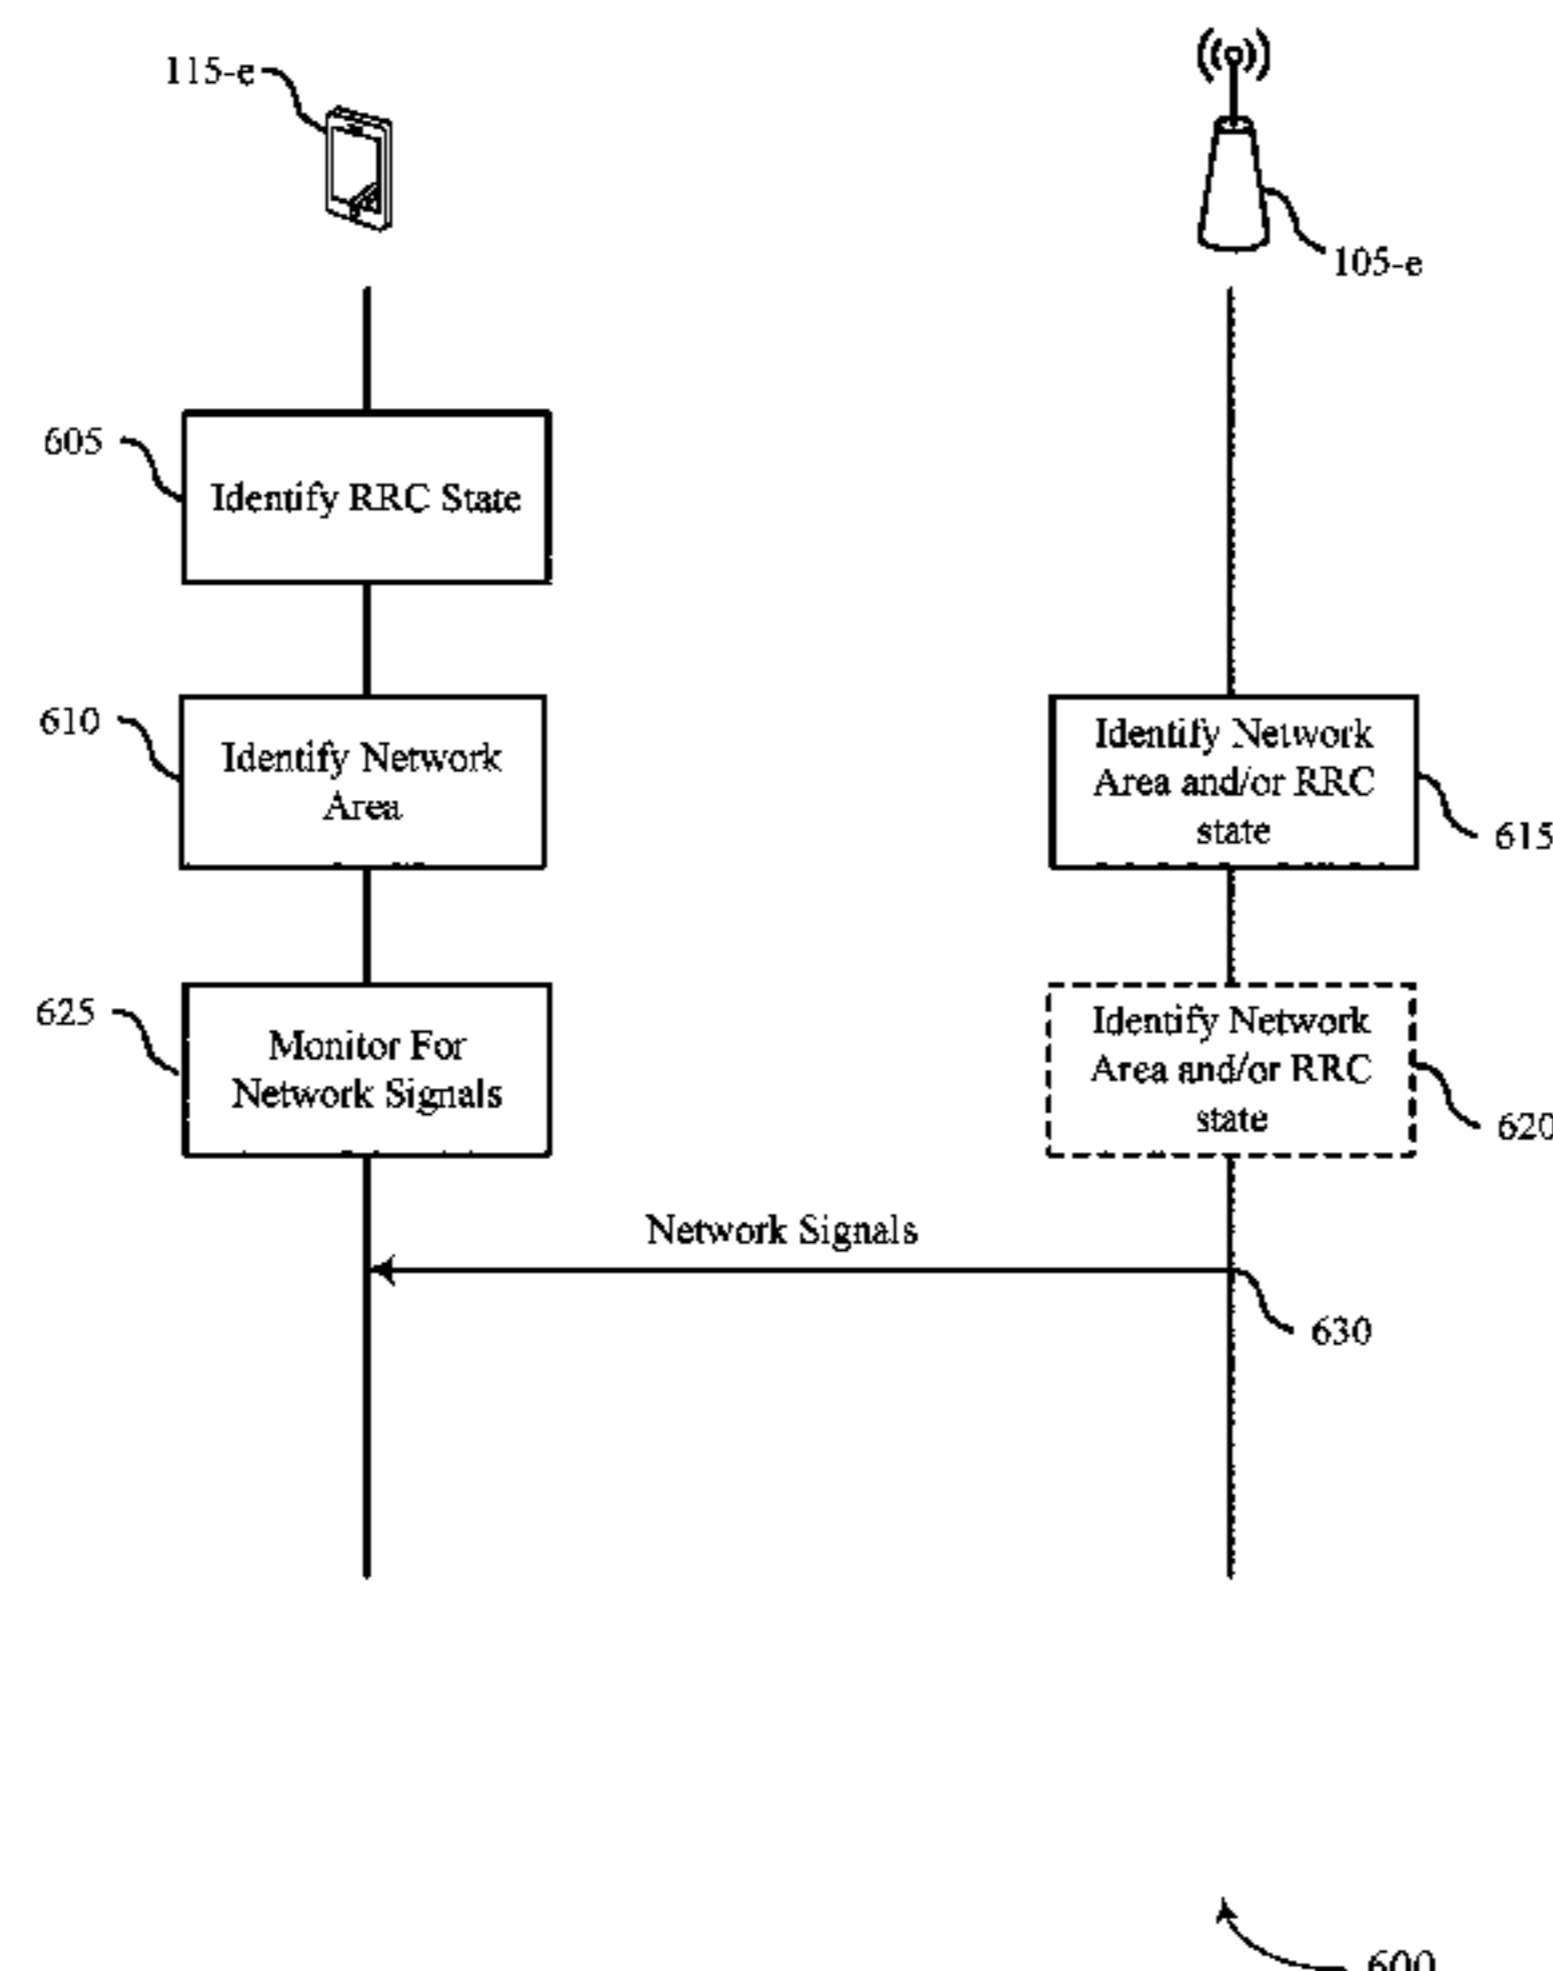 115-e
105-e
605
Identify RRC State
610
Identify Network
Area
Identify Network
Area and/or RRC
state
615
625
Monitor For
Network Signals
Identify Network
Area and/or RRC
state
620
Network Signals
630
600